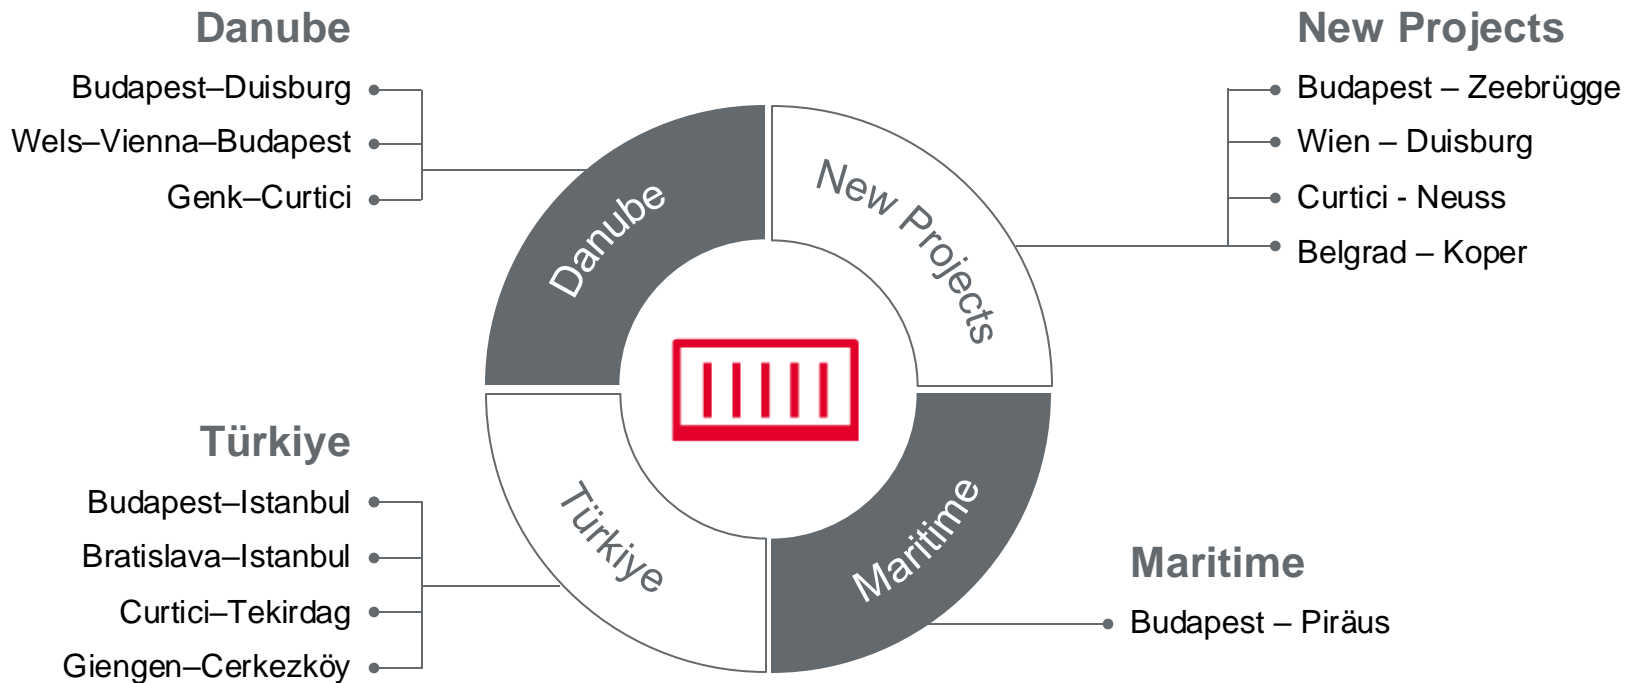 Danube
Budapest–Duisburg
Wels–Vienna–Budapest
Genk–Curtici
New Projects
Budapest – Zeebrügge
Wien – Duisburg
Curtici - Neuss
Belgrad – Koper
Danube
New Projects
Türkiye
Maritime
Türkiye
Budapest–Istanbul
Bratislava–Istanbul
Curtici–Tekirdag
Giengen–Cerkezköy
Maritime
Budapest – Piräus